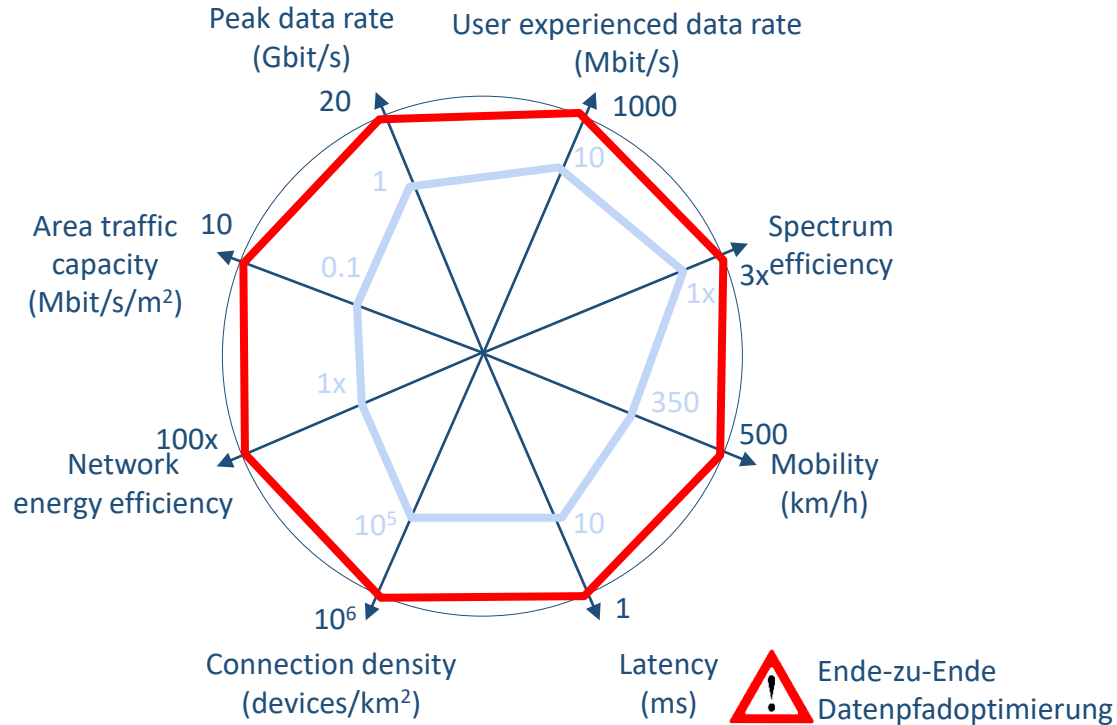 Peak data rate
(Gbit/s)
User experienced data rate
(Mbit/s)
20
1000
1
10
Area traffic
capacity
(Mbit/s/m²)
10
0.1
Spectrum
efficiency
3x
1x
1x
350
100x
500
Network
energy efficiency
Mobility
(km/h)
10⁵
10
10⁶
1
Connection density
(devices/km²)
Latency
(ms)
!
Ende-zu-Ende
Datenpfadoptimierung